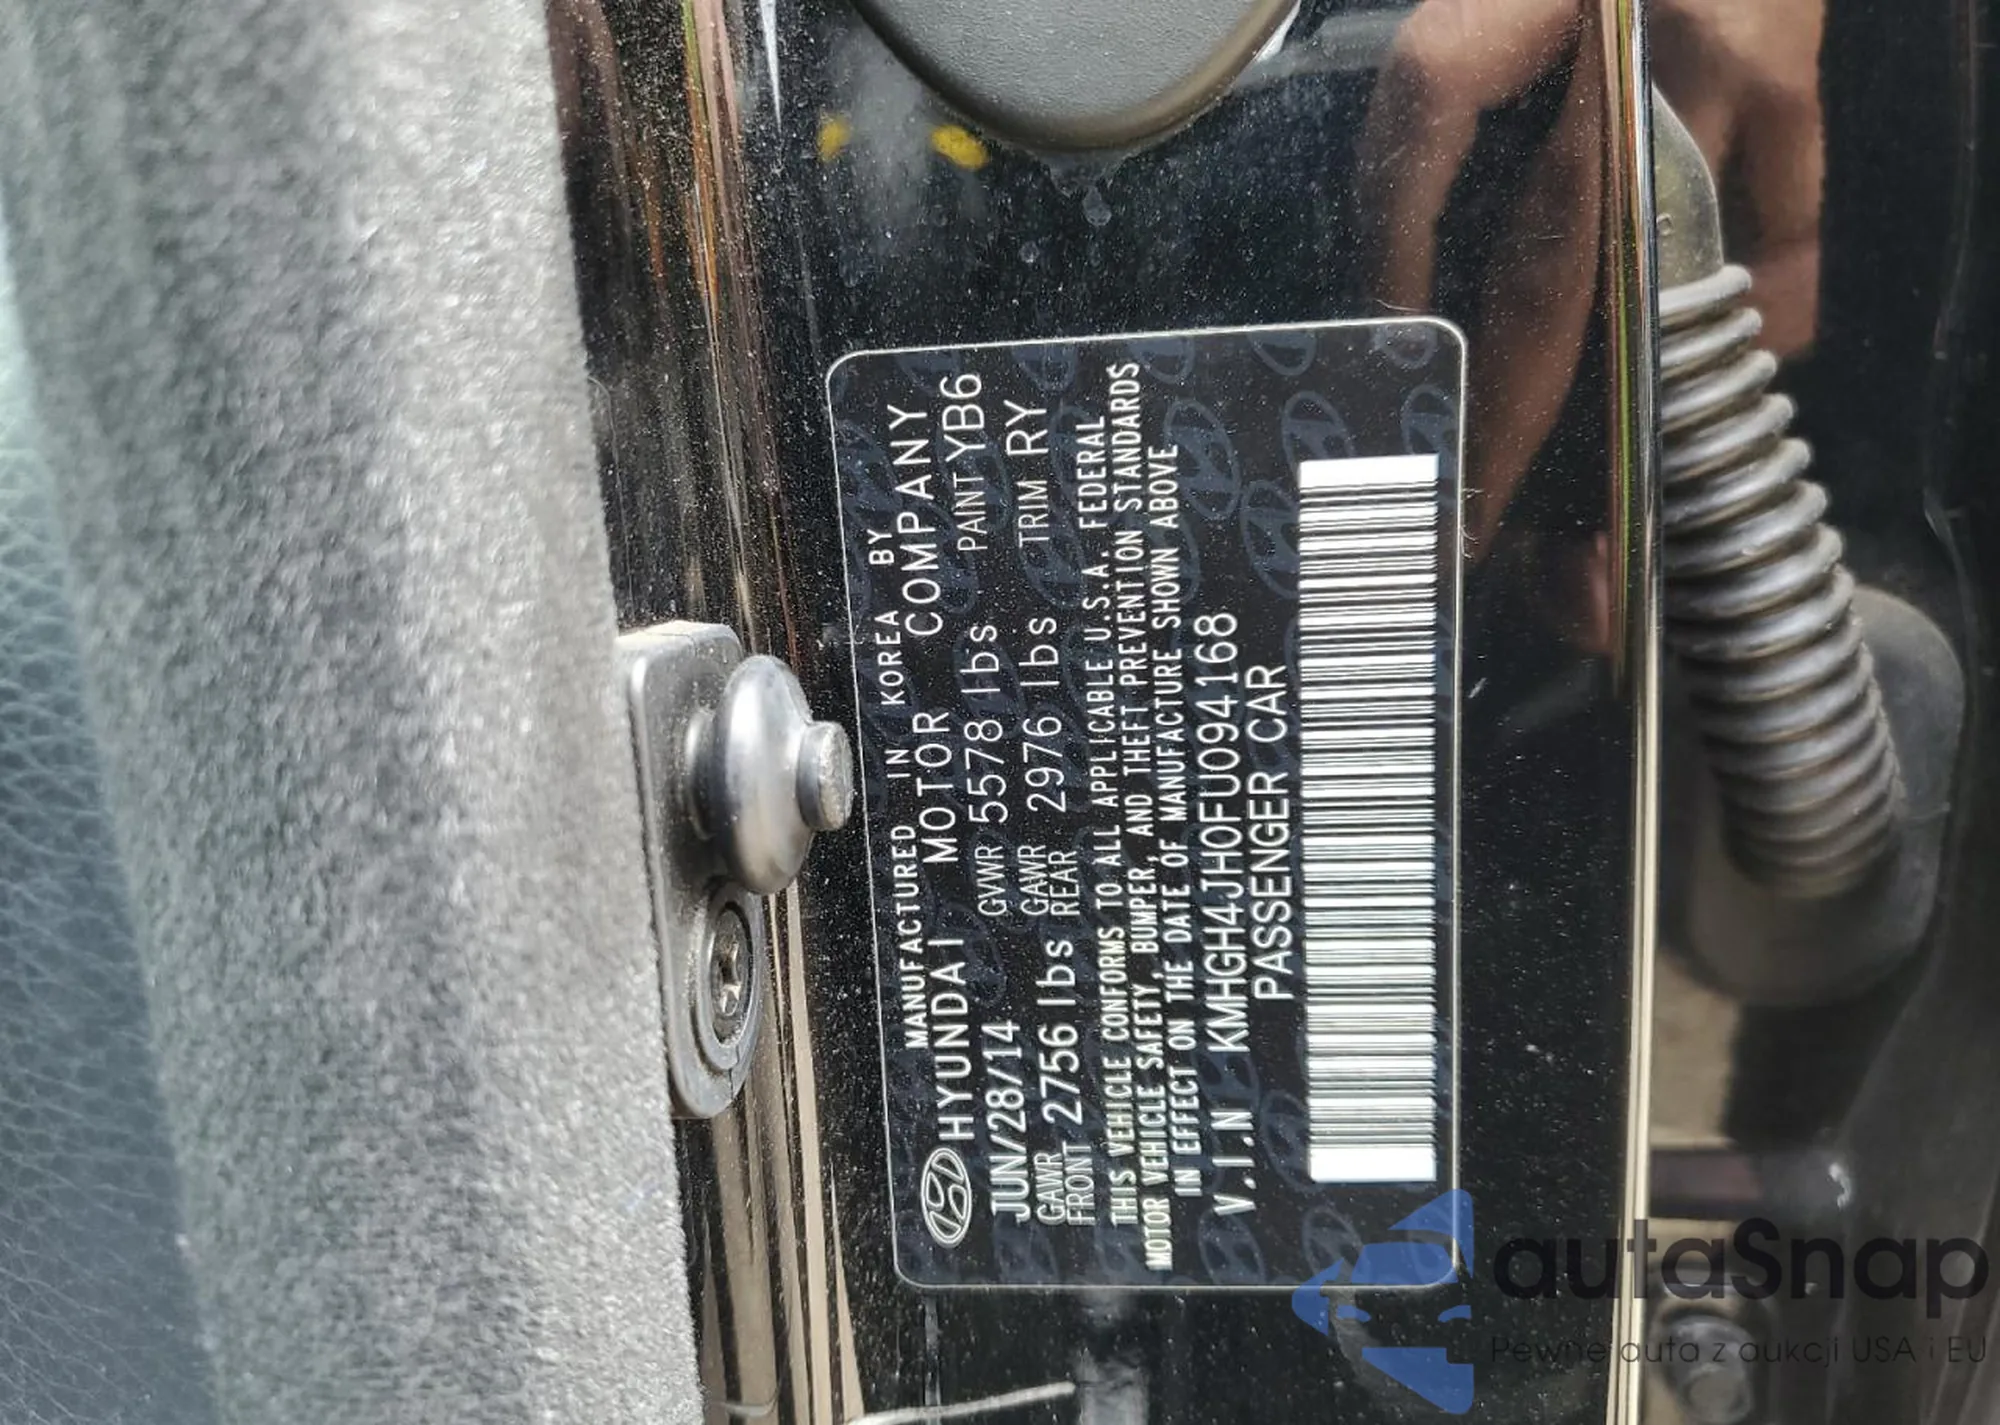 MANUFACTURED IN KOREA BY
HYUNDAI MOTOR COMPANY
JUN/28/14 GVWR 5578 lbs PAINT YB6
GAWR FRONT 2756 lbs GAWR REAR 2976 lbs TRIM RY
THIS VEHICLE CONFORMS TO ALL APPLICABLE U.S.A. FEDERAL
MOTOR VEHICLE SAFETY, BUMPER, AND THEFT PREVENTION STANDARDS
IN EFFECT ON THE DATE OF MANUFACTURE SHOWN ABOVE
V.I.N KMHGH4JH0FU094168
PASSENGER CAR
autaSnap
Pewne auta z aukcji USA i EU